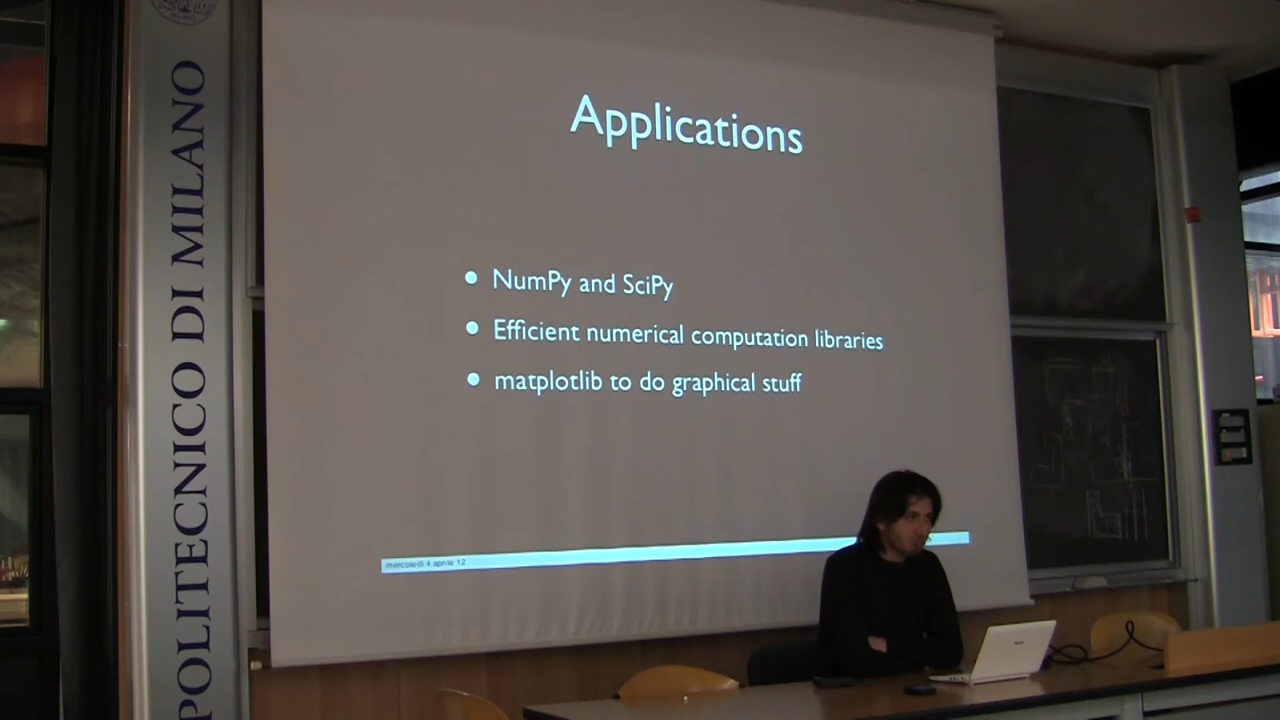 POLITECNICO DI MILANO
Applications
NumPy and SciPy
Efficient numerical computation libraries
matplotlib to do graphical stuff
mercoledì 4 aprile 12